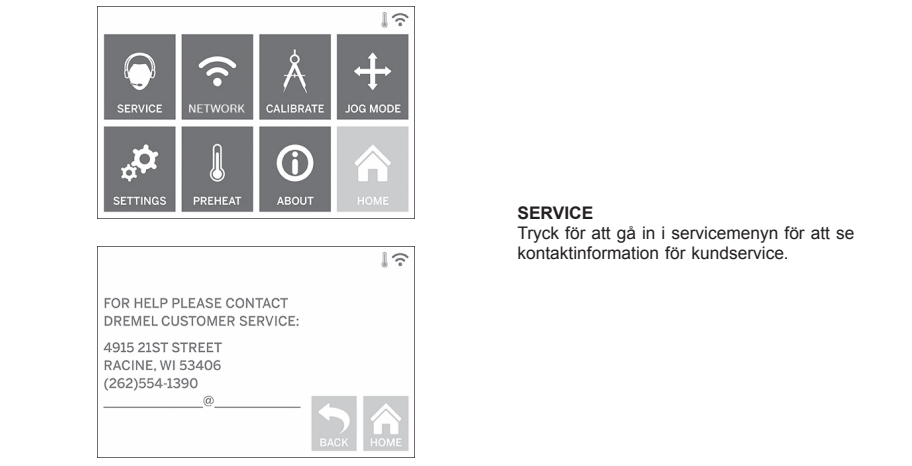 SERVICE
NETWORK
CALIBRATE
JOG MODE
SETTINGS
PREHEAT
ABOUT
HOME
SERVICE
Tryck för att gå in i servicemenyn för att se
kontaktinformation för kundservice.
FOR HELP PLEASE CONTACT
DREMEL CUSTOMER SERVICE:
4915 21ST STREET
RACINE, WI 53406
(262)554-1390
____________@____________
BACK
HOME